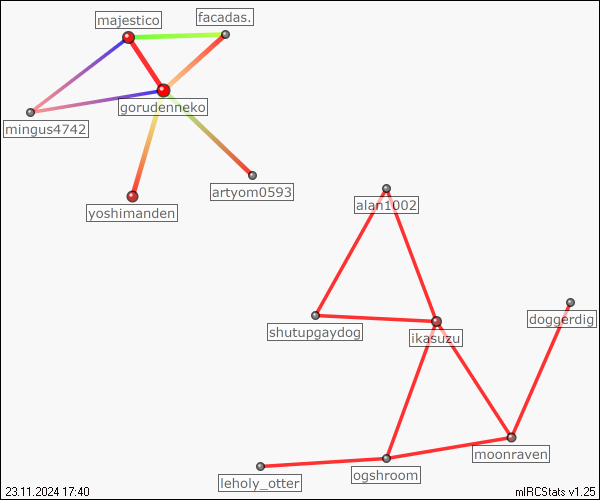 majestico
facadas.
gorudenneko
mingus4742
artyom0593
yoshimanden
alan1002
doggerdig
shutupgaydog
ikasuzu
moonraven
ogshroom
leholy_otter
23.11.2024 17:40
mIRCStats v1.25